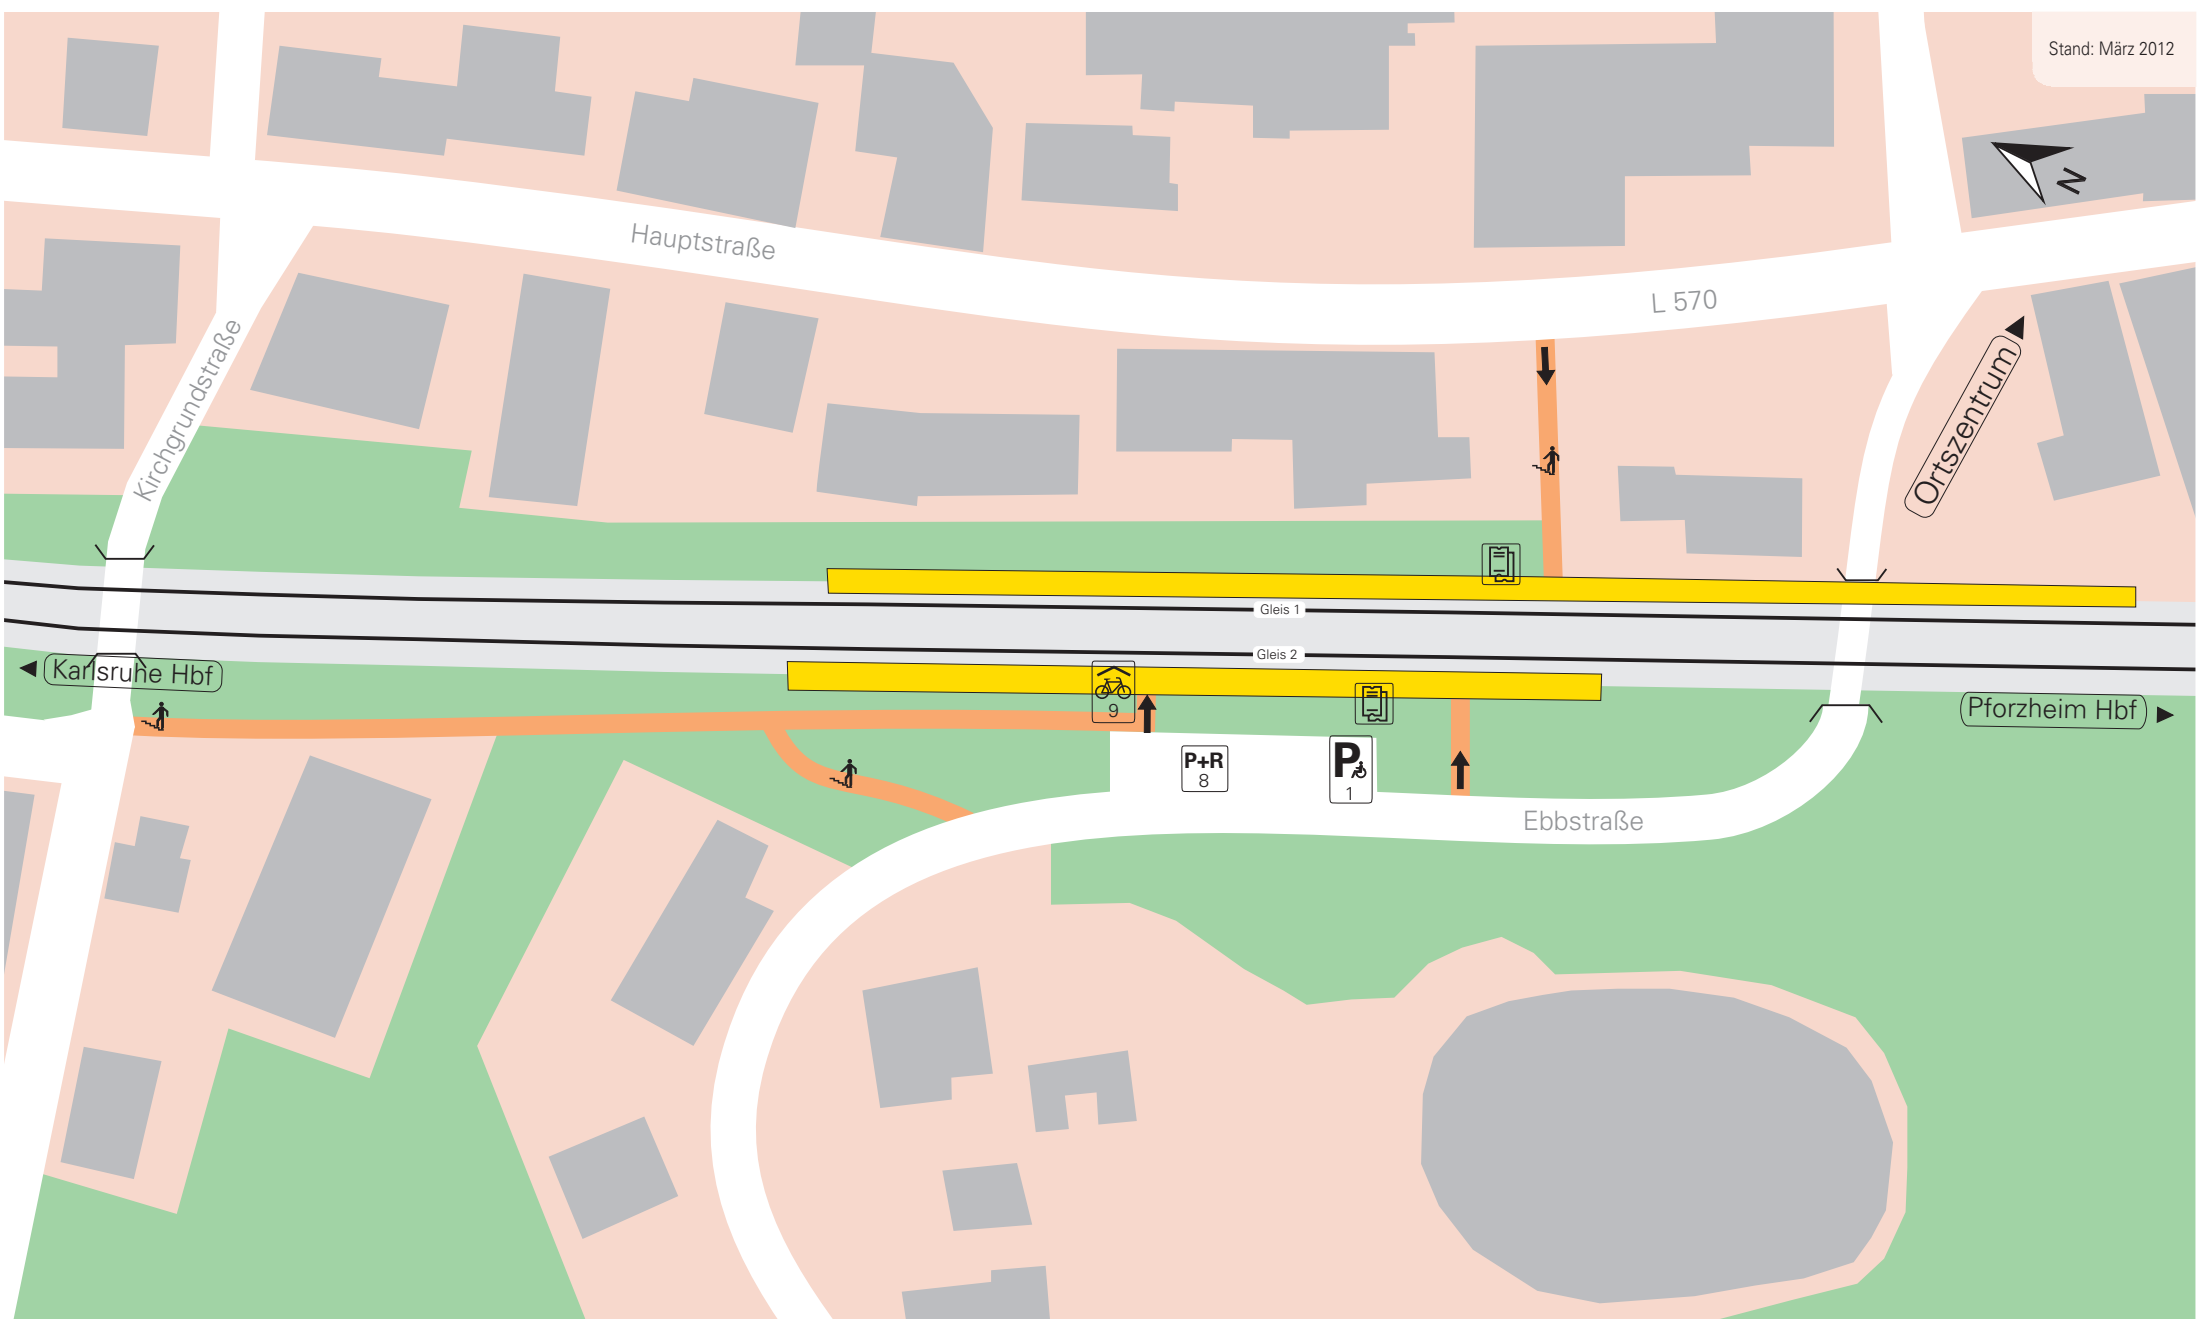 Stand: März 2012
N
Hauptstraße
L 570
Kirchgrundstraße
Ortszentrum
Gleis 1
Gleis 2
Karlsruhe Hbf
9
Pforzheim Hbf
P+R
8
P
1
Ebbstraße